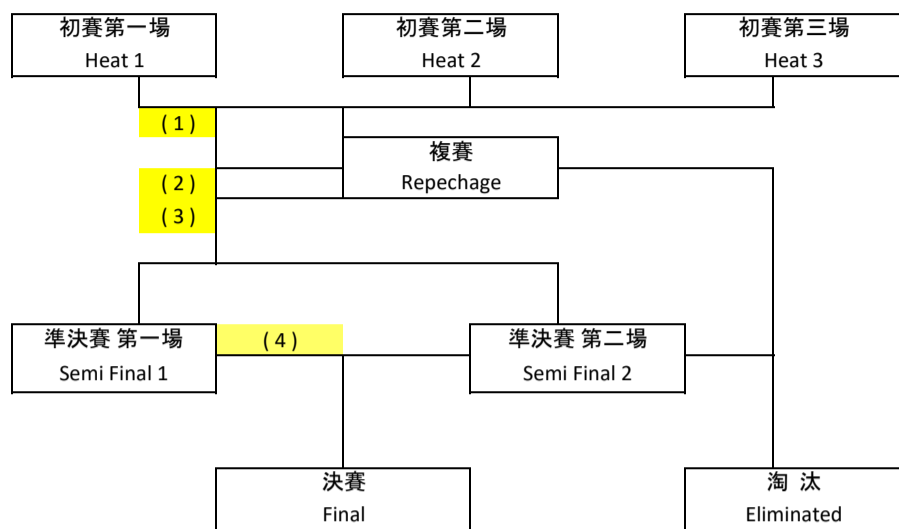 初賽第一場
Heat 1
初賽第二場
Heat 2
初賽第三場
Heat 3
( 1 )
複賽
Repechage
( 2 )
( 3 )
準決賽 第一場
Semi Final 1
( 4 )
準決賽 第二場
Semi Final 2
決賽
Final
淘 汰
Eliminated